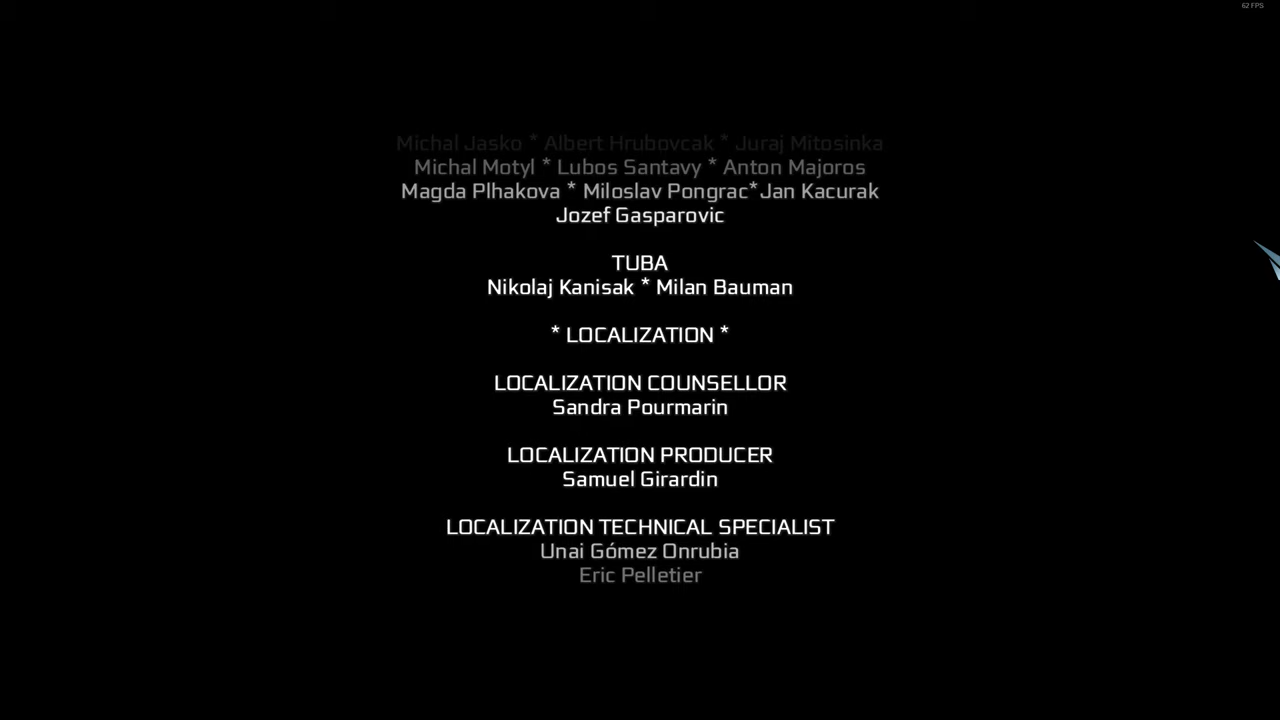 62 FPS
Michal Jasko * Albert Hrubovcak * Juraj Mitosinka
Michal Motyl * Lubos Santavy * Anton Majoros
Magda Plhakova * Miloslav Pongrac*Jan Kacurak
Jozef Gasparovic
TUBA
Nikolaj Kanisak * Milan Bauman
* LOCALIZATION *
LOCALIZATION COUNSELLOR
Sandra Pourmarin
LOCALIZATION PRODUCER
Samuel Girardin
LOCALIZATION TECHNICAL SPECIALIST
Unai Gómez Onrubia
Eric Pelletier